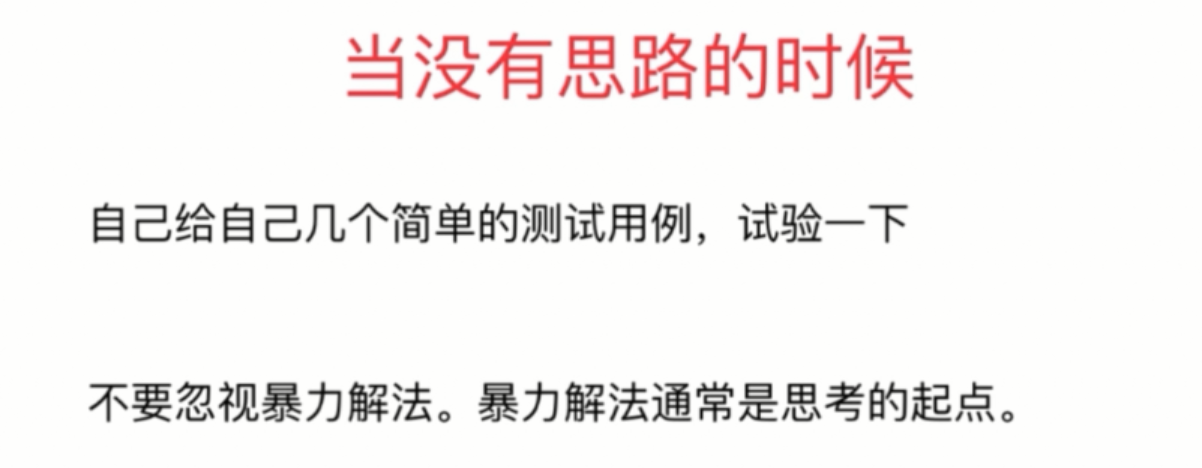 当没有思路的时候
自己给自己几个简单的测试用例，试验一下
不要忽视暴力解法。暴力解法通常是思考的起点。